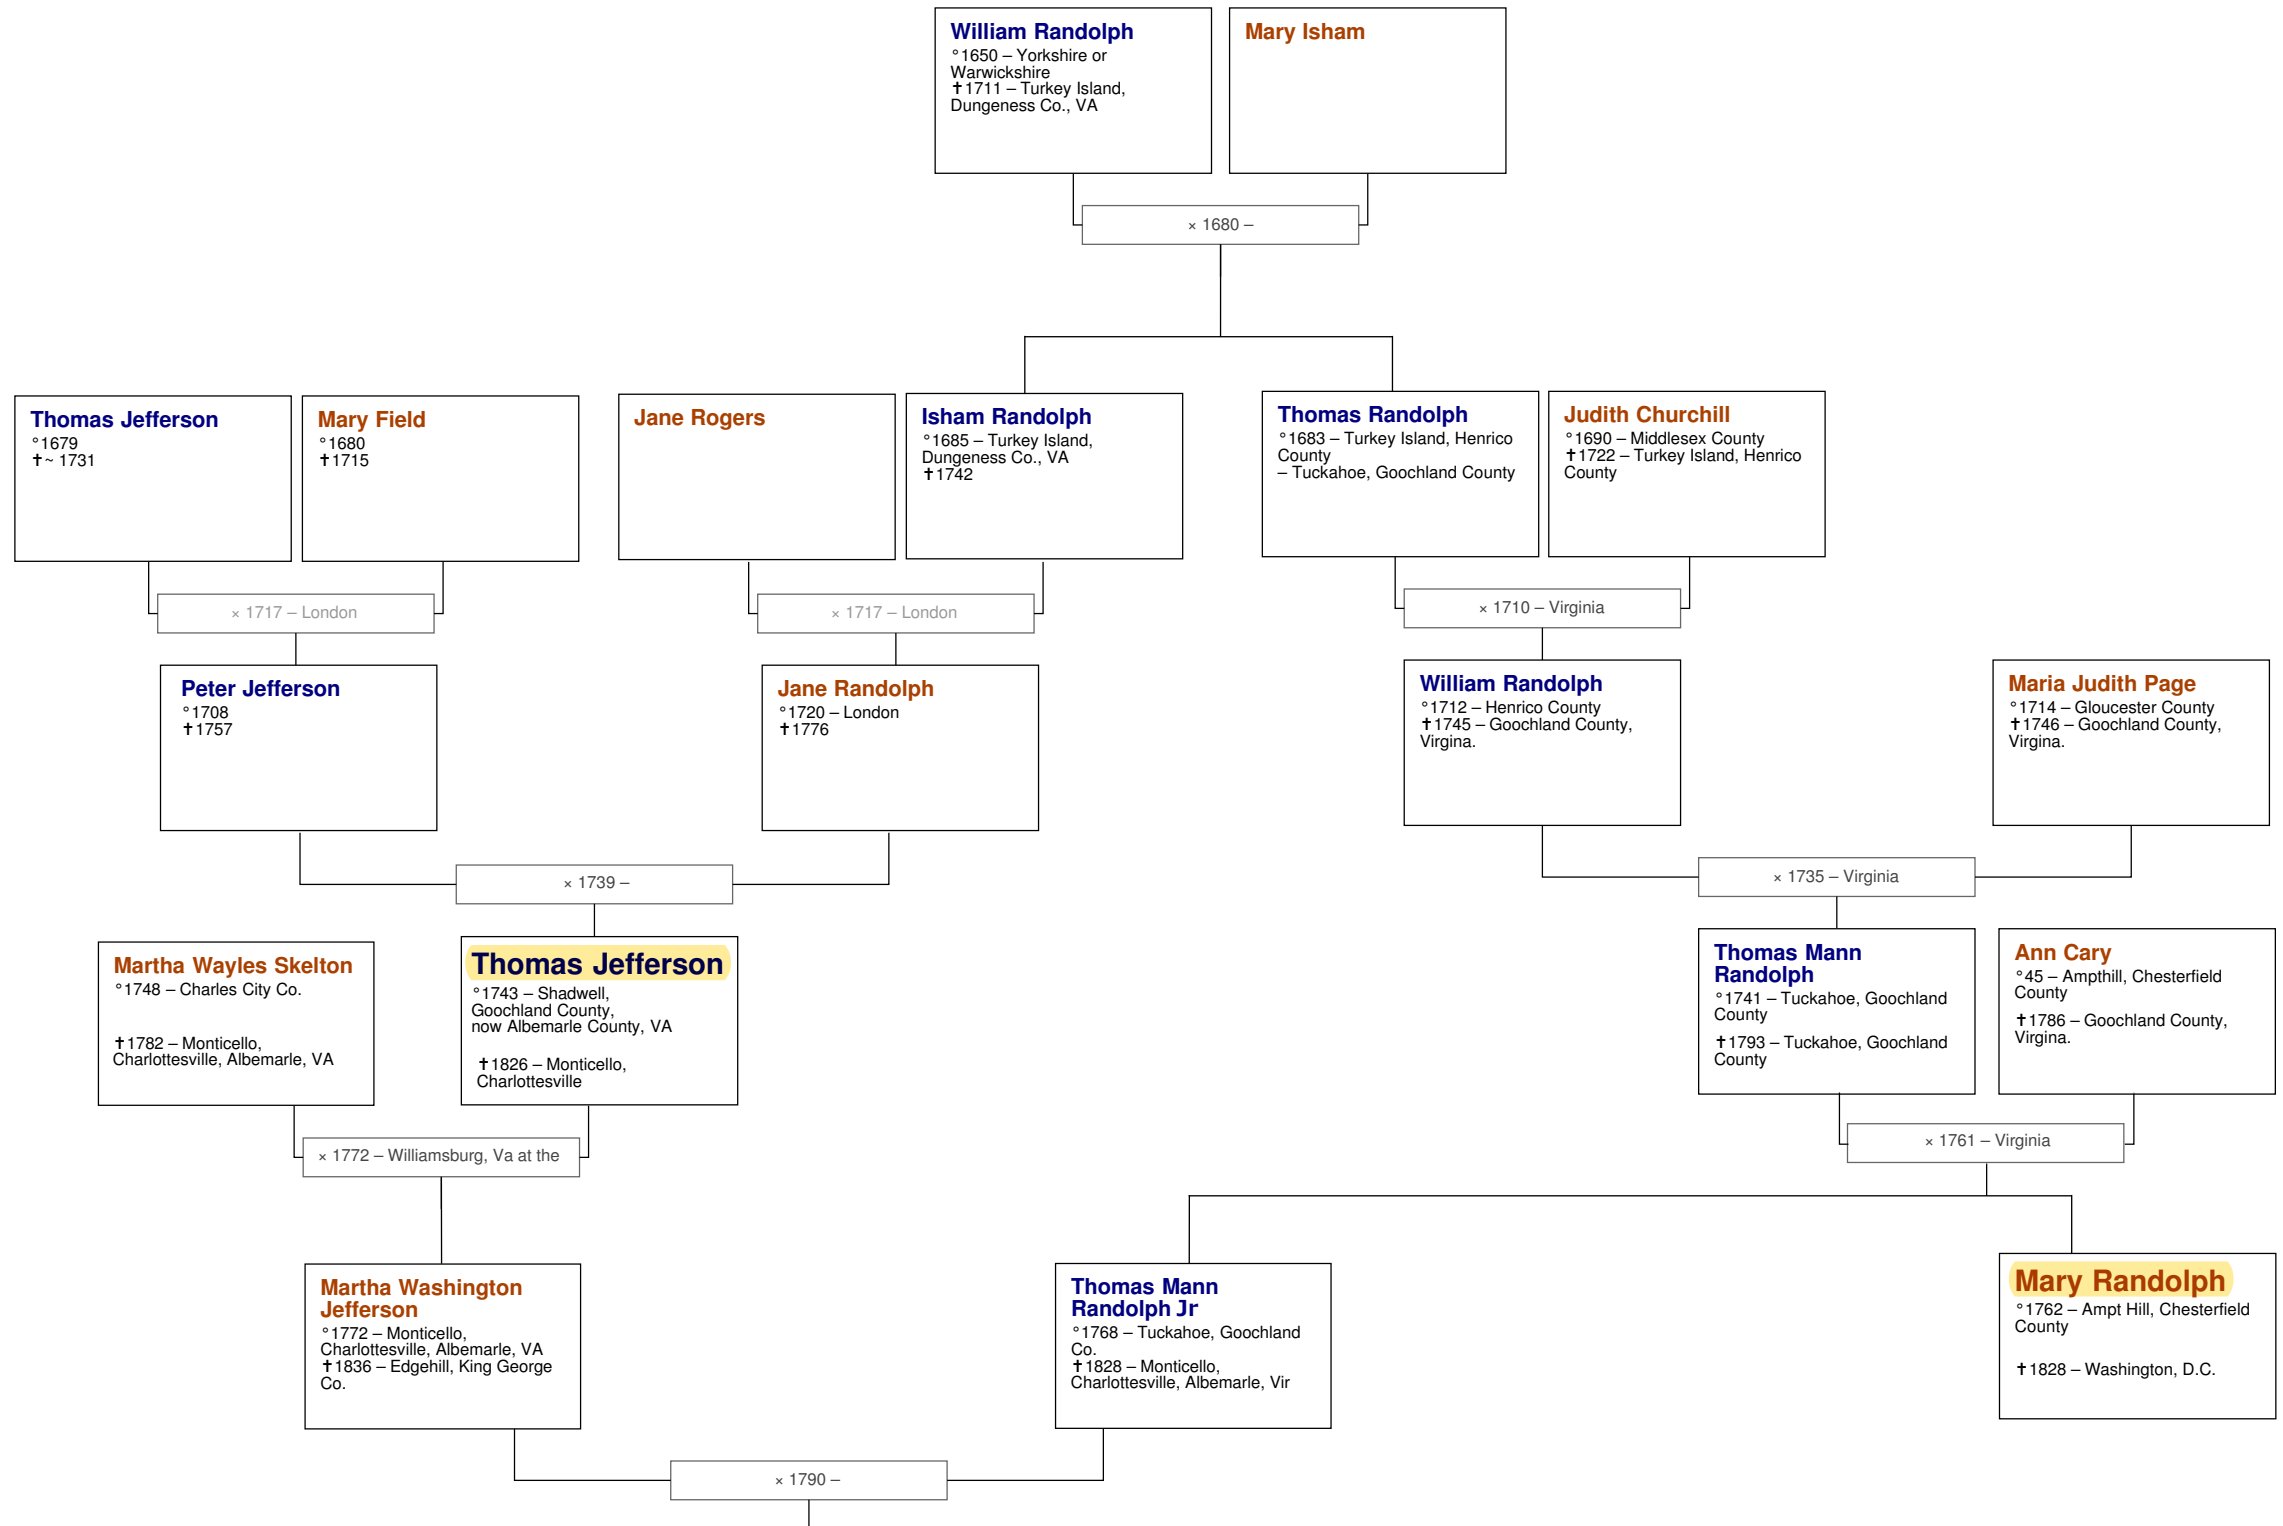 William Randolph
°1650 – Yorkshire or
Warwickshire
✝1711 – Turkey Island,
Dungeness Co., VA
Mary Isham
× 1680 –
Thomas Jefferson
°1679
✝~ 1731
Mary Field
°1680
✝1715
Jane Rogers
Isham Randolph
°1685 – Turkey Island,
Dungeness Co., VA
✝1742
Thomas Randolph
°1683 – Turkey Island, Henrico
County
– Tuckahoe, Goochland County
Judith Churchill
°1690 – Middlesex County
✝1722 – Turkey Island, Henrico
County
× 1717 – London
× 1717 – London
× 1710 – Virginia
Peter Jefferson
°1708
✝1757
Jane Randolph
°1720 – London
✝1776
William Randolph
°1712 – Henrico County
✝1745 – Goochland County,
Virgina.
Maria Judith Page
°1714 – Gloucester County
✝1746 – Goochland County,
Virgina.
× 1739 –
× 1735 – Virginia
Martha Wayles Skelton
°1748 – Charles City Co.
✝1782 – Monticello,
Charlottesville, Albemarle, VA
Thomas Jefferson
°1743 – Shadwell,
Goochland County,
now Albemarle County, VA
✝1826 – Monticello,
Charlottesville
Thomas Mann
Randolph
°1741 – Tuckahoe, Goochland
County
✝1793 – Tuckahoe, Goochland
County
Ann Cary
°45 – Ampthill, Chesterfield
County
✝1786 – Goochland County,
Virgina.
× 1772 – Williamsburg, Va at the
× 1761 – Virginia
Martha Washington
Jefferson
°1772 – Monticello,
Charlottesville, Albemarle, VA
✝1836 – Edgehill, King George
Co.
Thomas Mann
Randolph Jr
°1768 – Tuckahoe, Goochland
Co.
✝1828 – Monticello,
Charlottesville, Albemarle, Vir
Mary Randolph
°1762 – Ampt Hill, Chesterfield
County
✝1828 – Washington, D.C.
× 1790 –